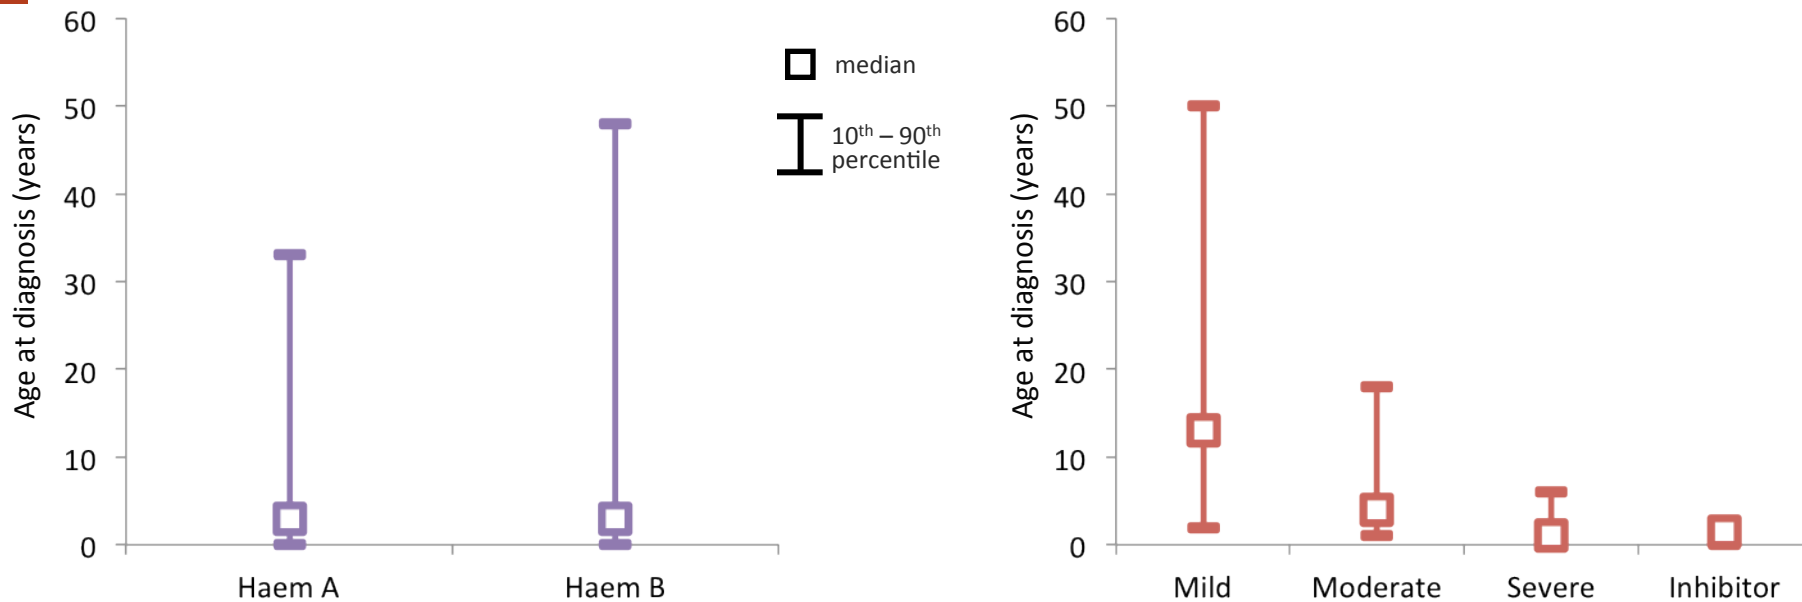 Age at diagnosis (years)
60
50
40
30
20
10
0
Haem A
Haem B
median
10th – 90th
percentile
Age at diagnosis (years)
60
50
40
30
20
10
0
Mild
Moderate
Severe
Inhibitor